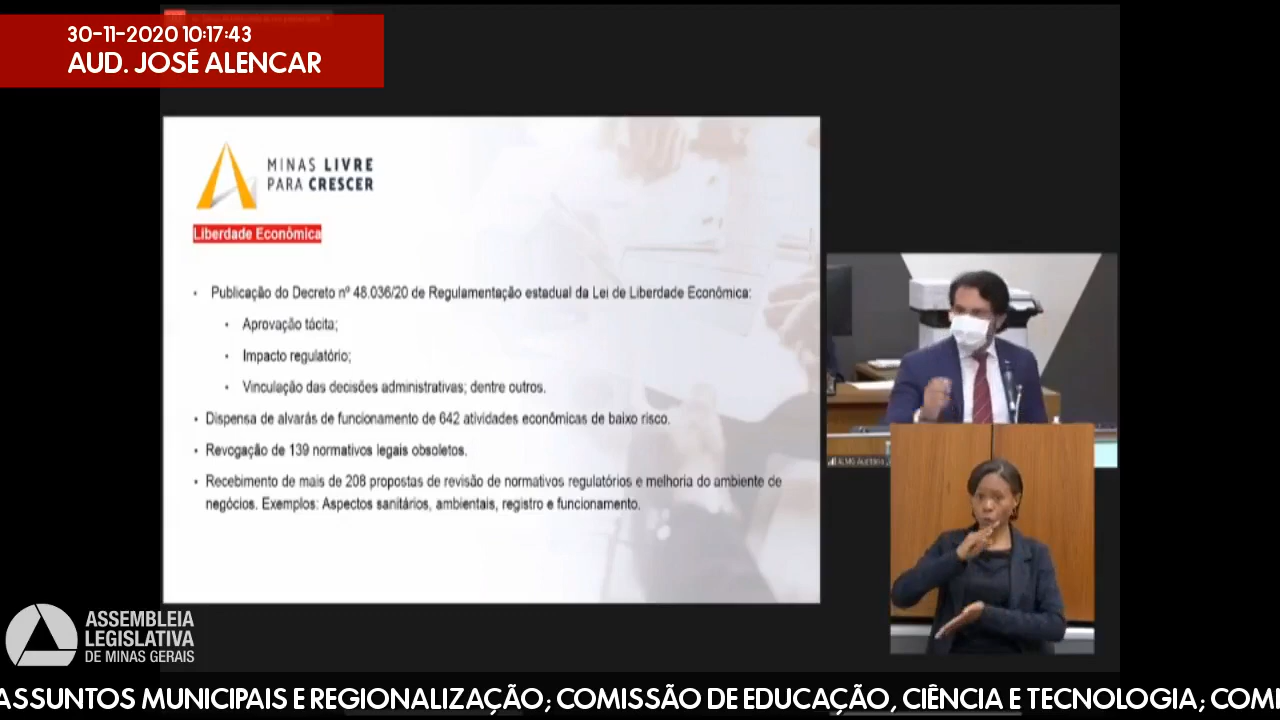 30-11-2020 10:17:43
AUD. JOSÉ ALENCAR
MINAS LIVRE
PARA CRESCER
Liberdade Econômica
• Publicação do Decreto nº 48.036/20 de Regulamentação estadual da Lei de Liberdade Econômica:
• Aprovação tácita;
• Impacto regulatório;
• Vinculação das decisões administrativas; dentre outros.
• Dispensa de alvarás de funcionamento de 642 atividades econômicas de baixo risco.
• Revogação de 139 normativos legais obsoletos.
• Recebimento de mais de 208 propostas de revisão de normativos regulatórios e melhoria do ambiente de
negócios. Exemplos: Aspectos sanitários, ambientais, registro e funcionamento.
ASSEMBLEIA
LEGISLATIVA
DE MINAS GERAIS
ASSUNTOS MUNICIPAIS E REGIONALIZAÇÃO; COMISSÃO DE EDUCAÇÃO, CIÊNCIA E TECNOLOGIA; COMI